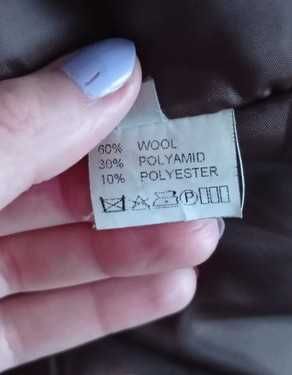 60% WOOL
30% POLYAMID
10% POLYESTER
P